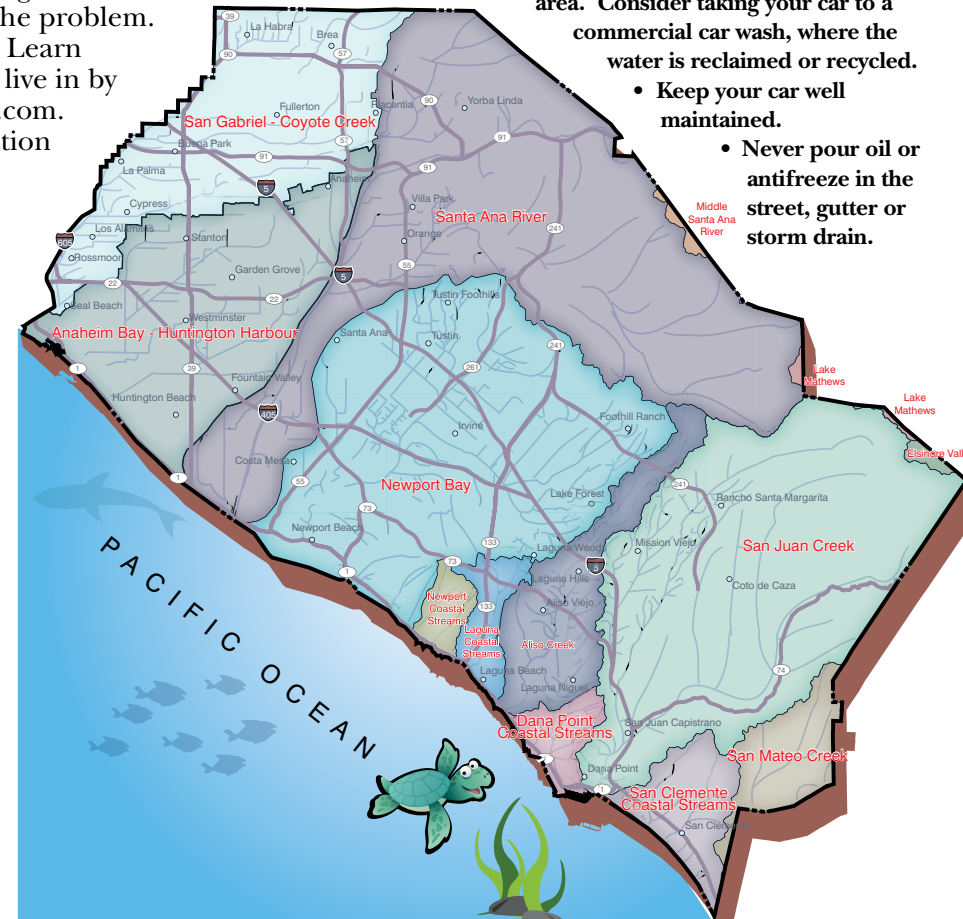 he problem.
Learn
live in by
.com.
tion
area. Consider taking your car to a
commercial car wash, where the
water is reclaimed or recycled.
• Keep your car well
maintained.
• Never pour oil or
antifreeze in the
street, gutter or
storm drain.
39
La Habra
Brea
90
57
Fullerton
Placentia
90
Yorba Linda
San Gabriel - Coyote Creek
57
91
Buena Park
91
91
La Palma
5
Anaheim
Cypress
Villa Park
Santa Ana River
Middle
Santa Ana
River
Los Alamitos
605
Stanton
Orange
241
Rossmoor
55
Garden Grove
5
22
22
Seal Beach
Tustin Foothills
Westminster
Anaheim Bay - Huntington Harbour
Santa Ana
Tustin
241
1
39
261
Lake
Mathews
Fountain Valley
Huntington Beach
405
Lake
Mathews
Foothill Ranch
Irvine
Elsinore Vall
Costa Mesa
1
55
Newport Bay
241
Lake Forest
Rancho Santa Margarita
73
Newport Beach
133
Laguna Woods
Mission Viejo
San Juan Creek
1
73
5
Laguna Hills
Coto de Caza
Newport
Coastal
Streams
133
Aliso Viejo
Laguna
Coastal
Streams
Aliso Creek
74
Laguna Beach
Laguna Niguel
PACIFIC OCEAN
Dana Point
Coastal Streams
San Juan Capistrano
San Mateo Creek
Dana Point
1
San Clemente
Coastal Streams
San Clemente